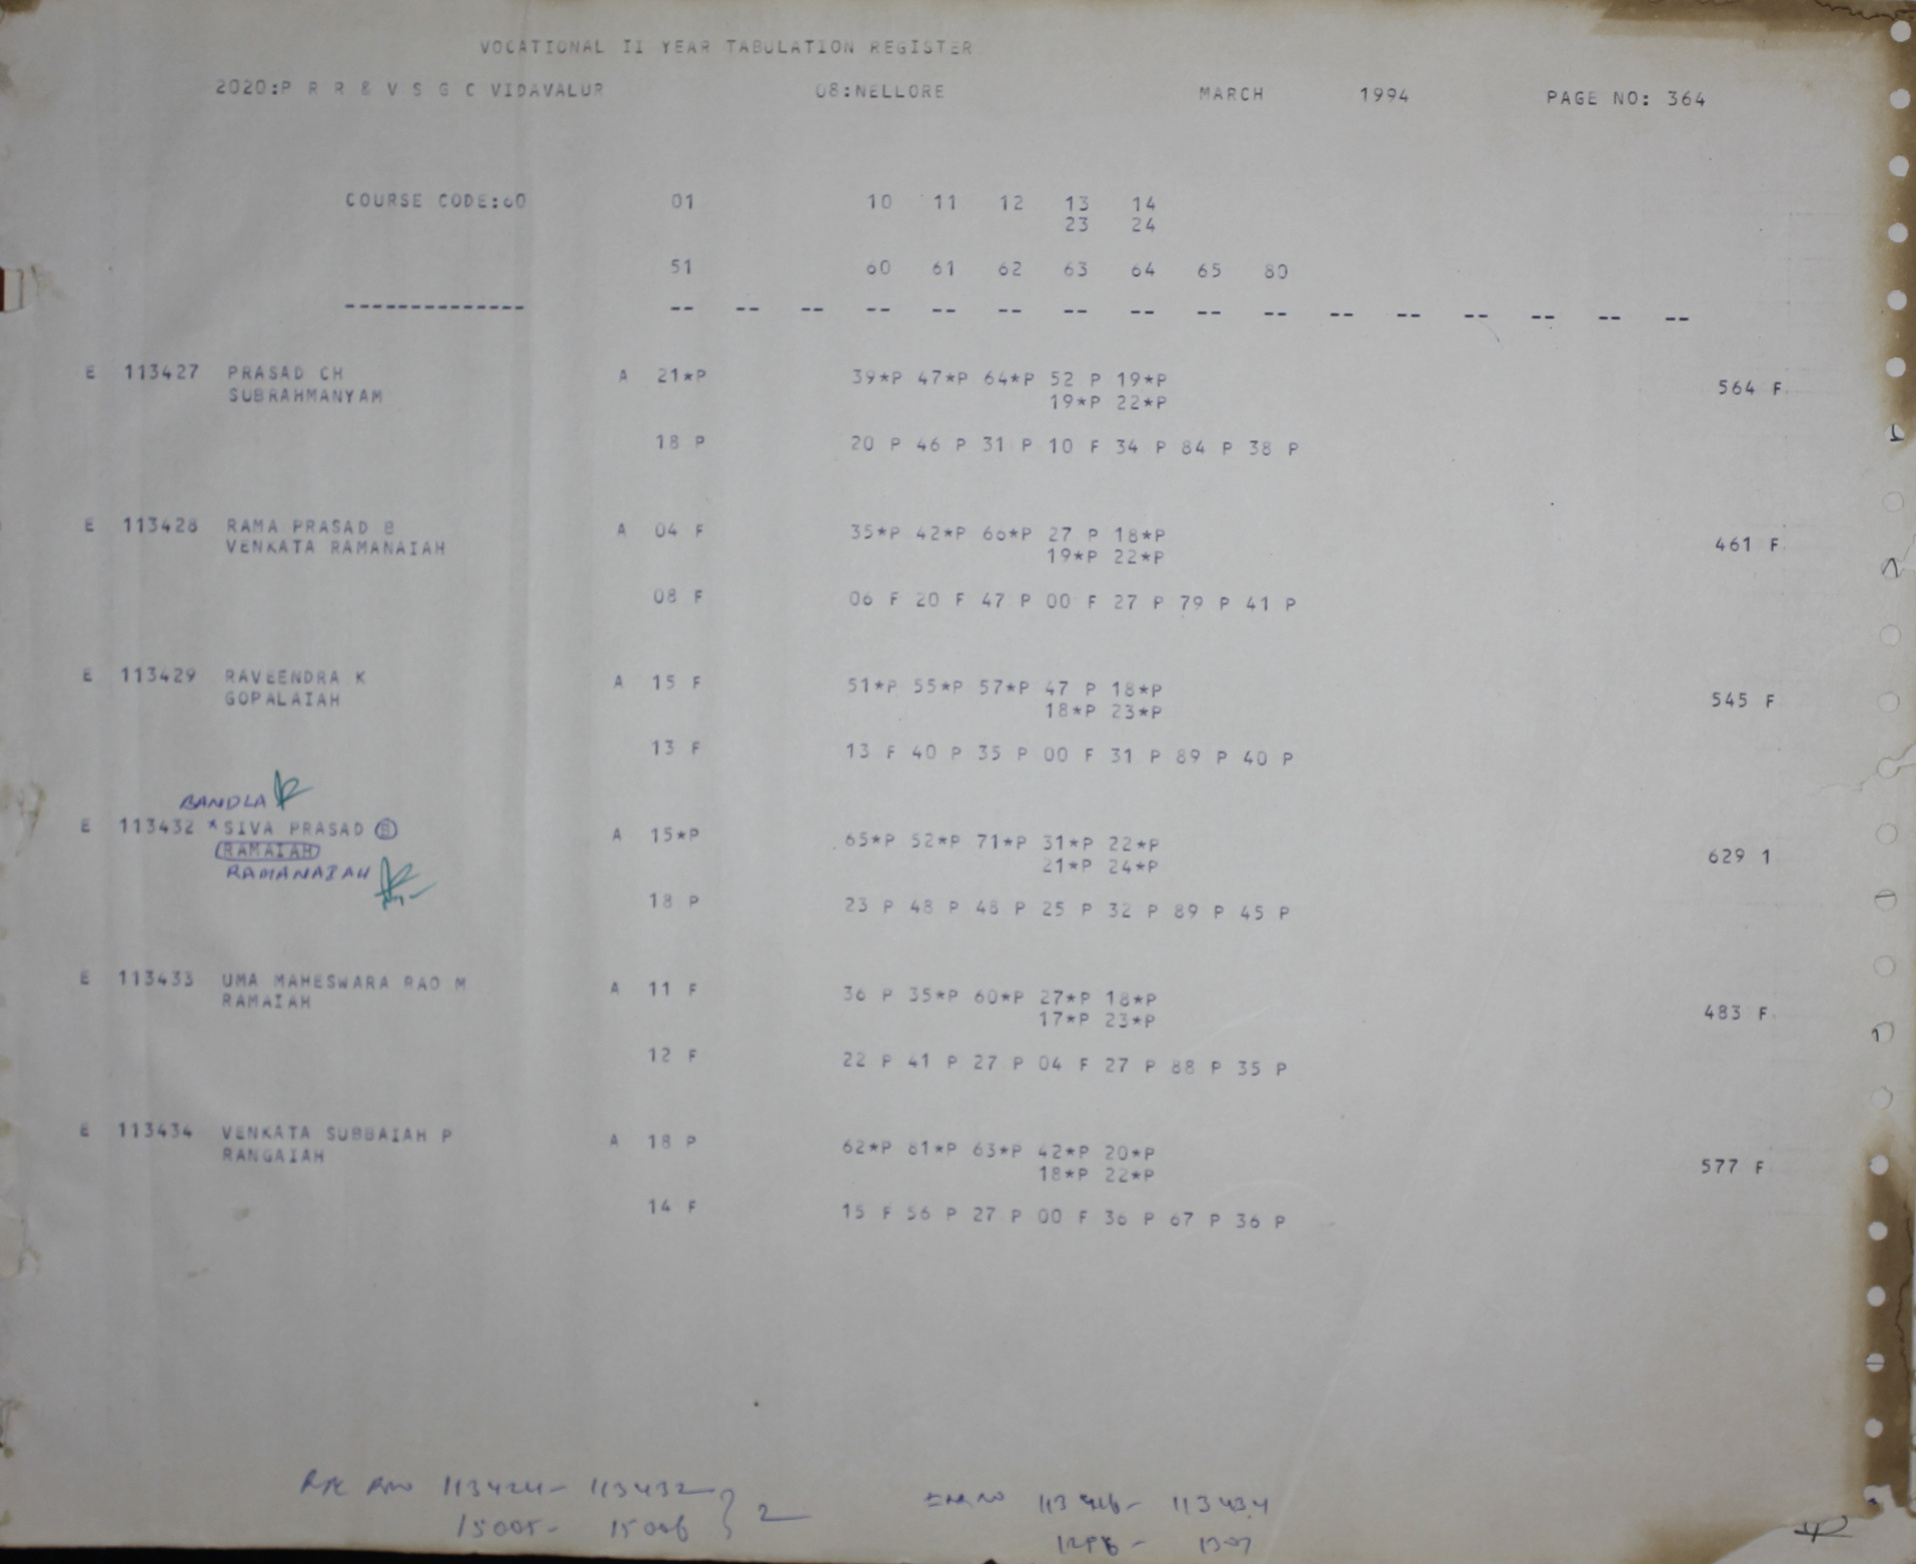 VOCATIONAL II YEAR TABULATION REGISTER
2020:P R R & V S G C VIDAVALUR 08:NELLORE MARCH 1994 PAGE NO: 364
COURSE CODE:60 01 10 11 12 13 14
23 24
51 60 61 62 63 64 65 80
-------------- -- -- -- -- -- -- -- -- -- -- -- -- -- -- -- --
E 113427 PRASAD CH A 21*P 39*P 47*P 64*P 52 P 19*P 564 F
SUBRAHMANYAM 19*P 22*P
18 P 20 P 46 P 31 P 10 F 34 P 84 P 38 P
E 113428 RAMA PRASAD B A 04 F 35*P 42*P 66*P 27 P 18*P 461 F
VENKATA RAMANAIAH 19*P 22*P
08 F 06 F 20 F 47 P 00 F 27 P 79 P 41 P
E 113429 RAVEENDRA K A 15 F 51*P 55*P 57*P 47 P 18*P 545 F
GOPALAIAH 18*P 23*P
13 F 13 F 40 P 35 P 00 F 31 P 89 P 40 P
BANDLA
E 113432 *SIVA PRASAD B A 15*P 65*P 52*P 71*P 31*P 22*P 629 1
RAMAIAH 21*P 24*P
RAMANAIAH
18 P 23 P 48 P 48 P 25 P 32 P 89 P 45 P
E 113433 UMA MAHESWARA RAO M A 11 F 36 P 35*P 60*P 27*P 18*P 483 F
RAMAIAH 17*P 23*P
12 F 22 P 41 P 27 P 04 F 27 P 88 P 35 P
E 113434 VENKATA SUBBAIAH P A 18 P 62*P 61*P 63*P 42*P 20*P 577 F
RANGAIAH 18*P 22*P
14 F 15 F 56 P 27 P 00 F 36 P 67 P 36 P
113424- 113432 } 2
15005- 15006
113434